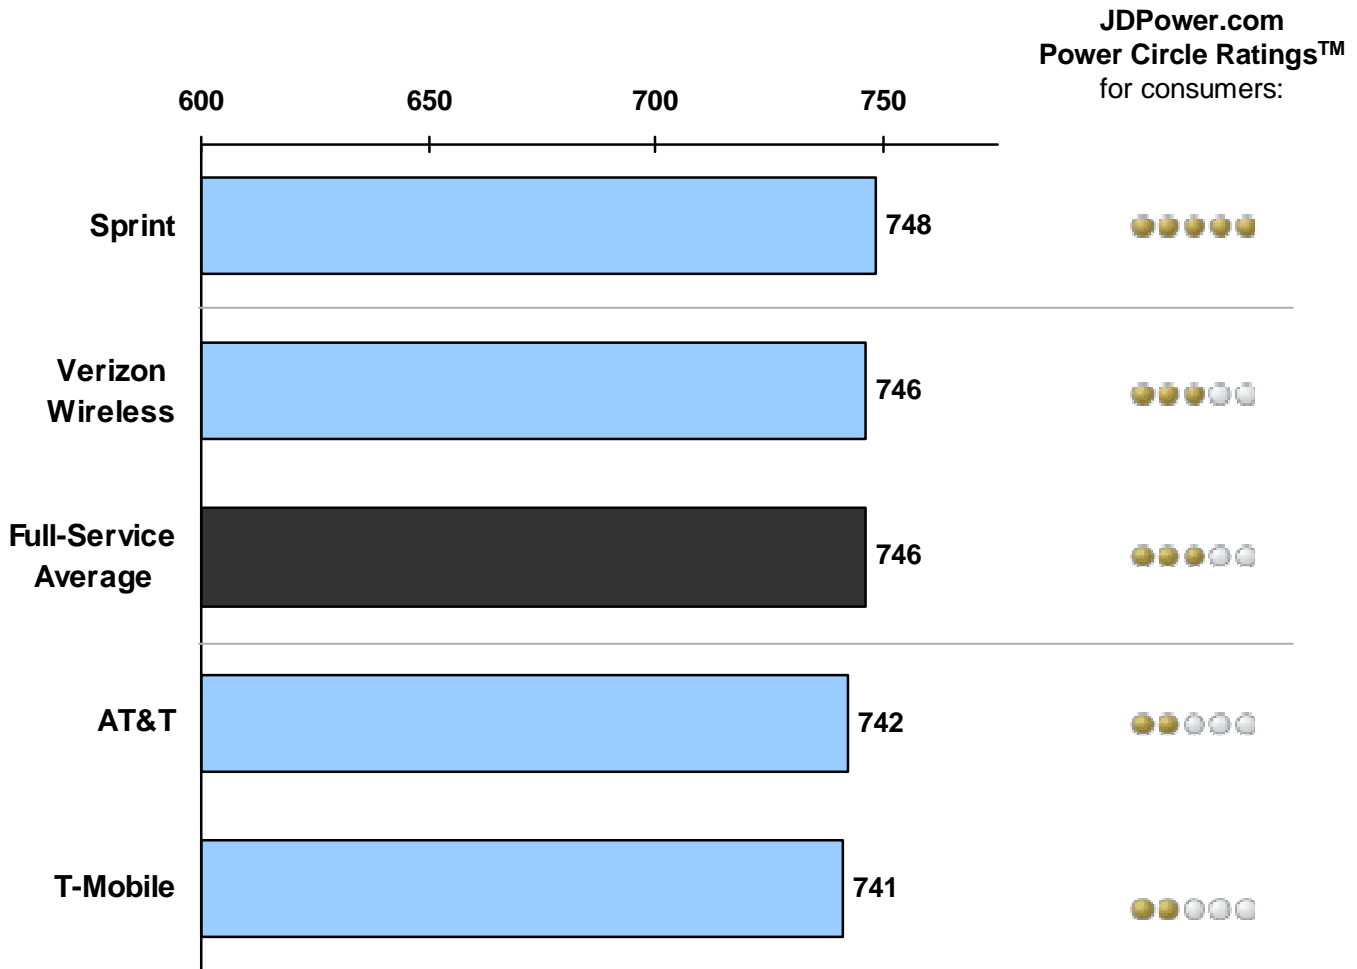 JDPower.com
Power Circle Ratings™
for consumers:
600 650 700 750
Sprint 748
Verizon
Wireless
746
Full-Service
Average
746
AT&T 742
T-Mobile 741